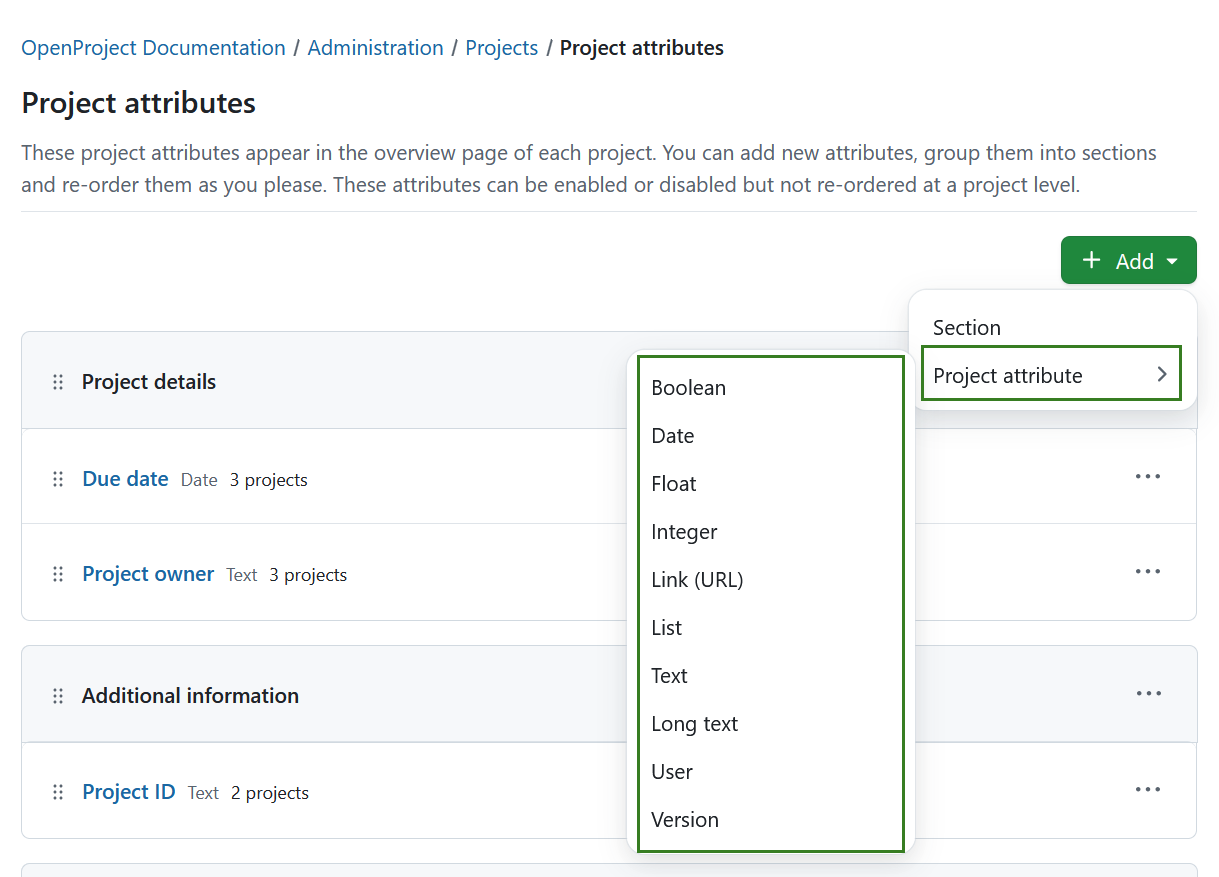 OpenProject Documentation / Administration / Projects / Project attributes
Project attributes
These project attributes appear in the overview page of each project. You can add new attributes, group them into sections
and re-order them as you please. These attributes can be enabled or disabled but not re-ordered at a project level.
+ Add
Section
Project attribute
Boolean
Date
Float
Integer
Link (URL)
List
Text
Long text
User
Version
Project details
Due date Date 3 projects
Project owner Text 3 projects
Additional information
Project ID Text 2 projects